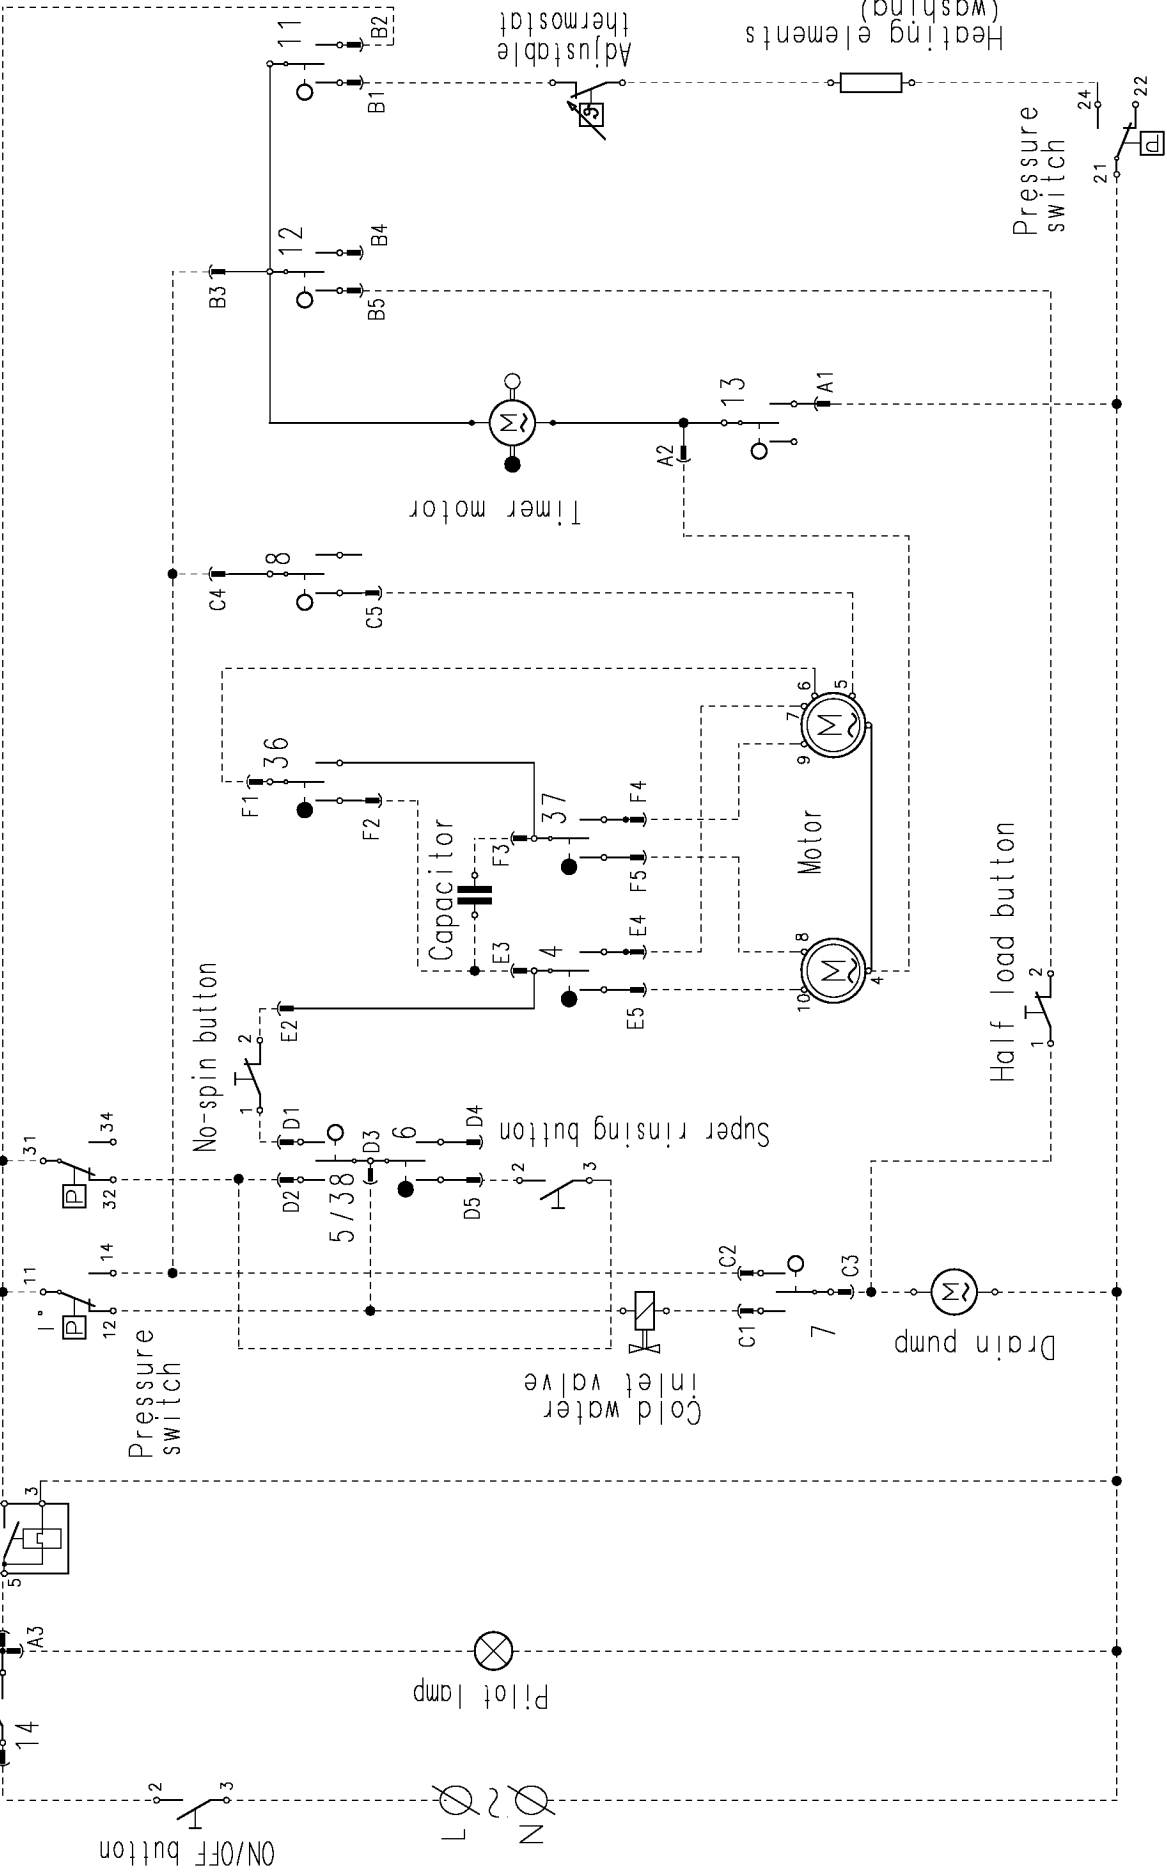 11
B2
B1
Adjustable
thermostat
Heating elements
(washing)
24
22
21
Pressure
switch
P
12
B4
B3
B5
13
A1
A2
M
Timer motor
8
C4
C5
36
F1
F2
6
5
7
9
M
37
F4
F3
F5
Capacitor
Motor
E4
E3
4
E5
8
10
M
4
No-spin button
2
1
E2
Half load button
2
1
31
34
P
32
D1
D3
6
D4
D2
5/38
D5
Super rinsing button
2
3
11
14
1°
P
12
Pressure
switch
C2
C1
C3
7
M
Drain pump
Cold water
inlet valve
3
5
A3
14
Pilot lamp
2
3
ON/OFF button
L
N